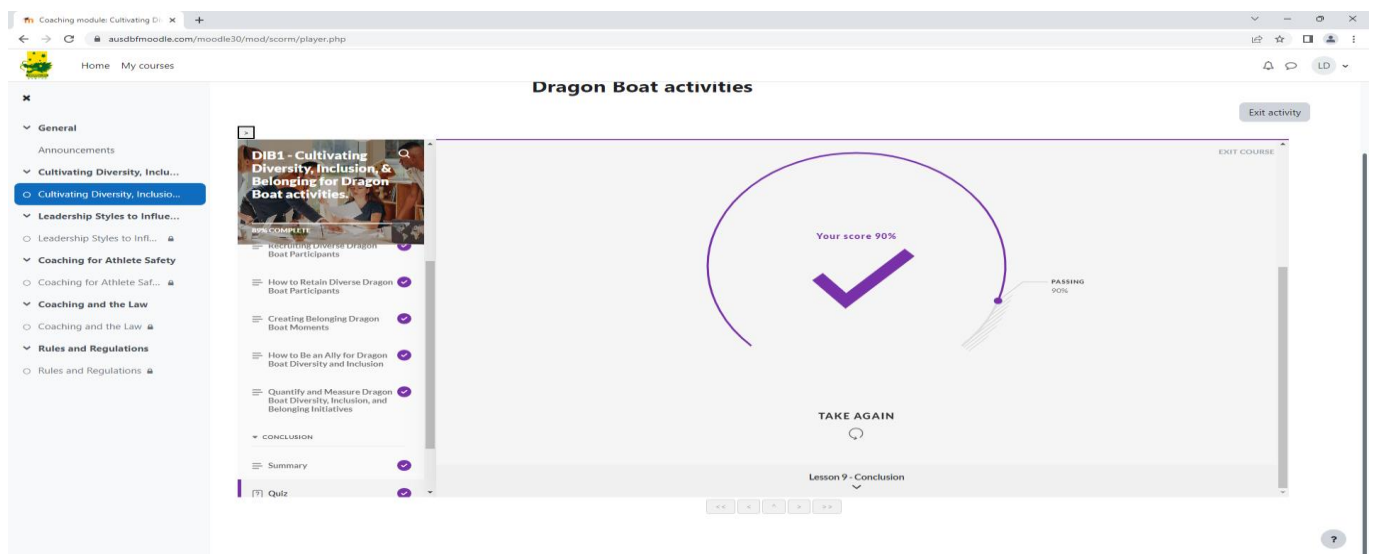 Coaching module: Cultivating Di
ausdbfmoodle.com/moodle30/mod/scorm/player.php
Home My courses
LD
Dragon Boat activities
Exit activity
General
Announcements
Cultivating Diversity, Inclu...
Cultivating Diversity, Inclusio...
Leadership Styles to Influe...
Leadership Styles to Infl...
Coaching for Athlete Safety
Coaching for Athlete Saf...
Coaching and the Law
Coaching and the Law
Rules and Regulations
Rules and Regulations
>
DIB1 - Cultivating
Diversity, Inclusion, &
Belonging for Dragon
Boat activities.
89% COMPLETE
Recruiting Diverse Dragon
Boat Participants
How to Retain Diverse Dragon
Boat Participants
Creating Belonging Dragon
Boat Moments
How to Be an Ally for Dragon
Boat Diversity and Inclusion
Quantify and Measure Dragon
Boat Diversity, Inclusion, and
Belonging Initiatives
CONCLUSION
Summary
Quiz
EXIT COURSE
Your score 90%
PASSING
90%
TAKE AGAIN
Lesson 9 - Conclusion
<< < ^ > >>
?